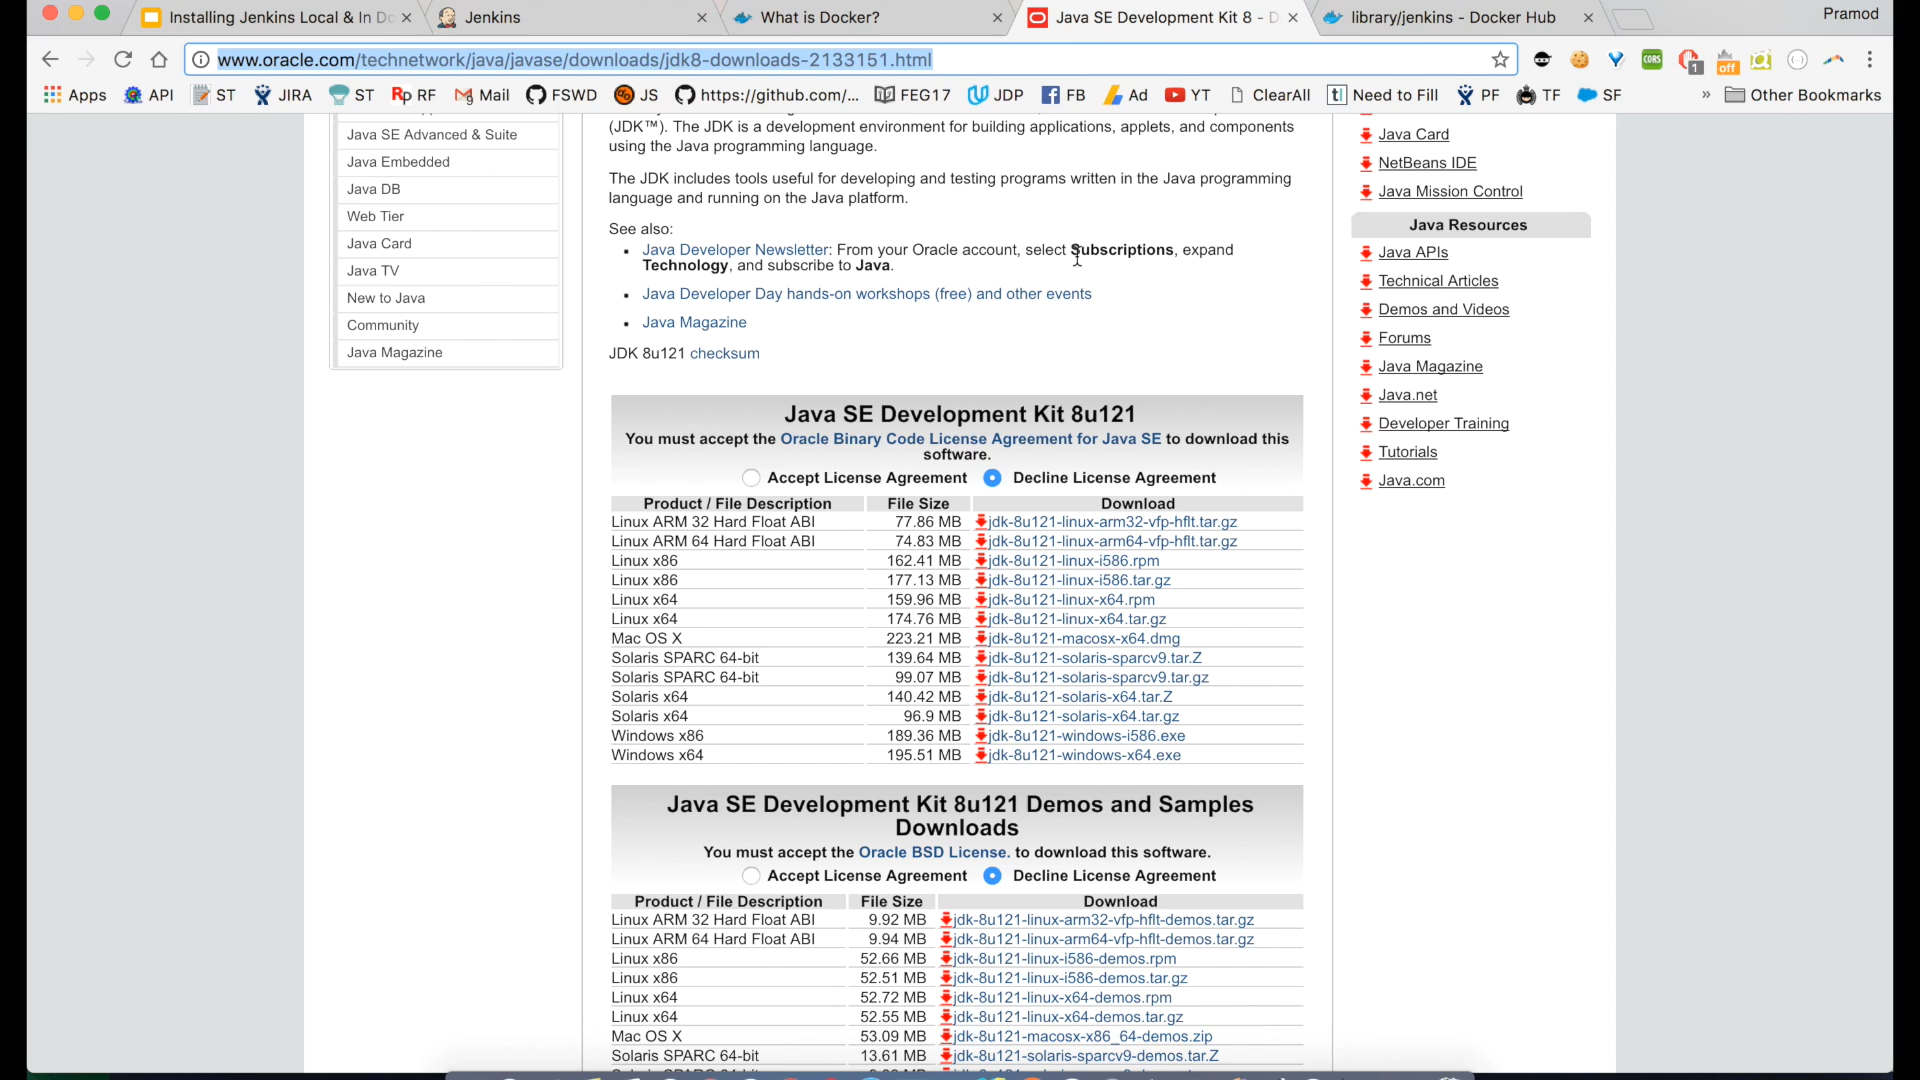 Installing Jenkins Local & In Do
Jenkins
What is Docker?
Java SE Development Kit 8 - D
library/jenkins - Docker Hub
Pramod
www.oracle.com/technetwork/java/javase/downloads/jdk8-downloads-2133151.html
CORS
1
off
Apps
API
ST
JIRA
ST
Rp RF
Mail
FSWD
JS
https://github.com/...
FEG17
JDP
FB
Ad
YT
ClearAll
Need to Fill
PF
TF
SF
»
Other Bookmarks
Java SE Advanced & Suite
Java Embedded
Java DB
Web Tier
Java Card
Java TV
New to Java
Community
Java Magazine
(JDK™). The JDK is a development environment for building applications, applets, and components
using the Java programming language.
The JDK includes tools useful for developing and testing programs written in the Java programming
language and running on the Java platform.
See also:
Java Developer Newsletter: From your Oracle account, select Subscriptions, expand
Technology, and subscribe to Java.
Java Developer Day hands-on workshops (free) and other events
Java Magazine
JDK 8u121 checksum
Java SE Development Kit 8u121
You must accept the Oracle Binary Code License Agreement for Java SE to download this
software.
Accept License Agreement Decline License Agreement
Product / File Description File Size Download
Linux ARM 32 Hard Float ABI 77.86 MB jdk-8u121-linux-arm32-vfp-hflt.tar.gz
Linux ARM 64 Hard Float ABI 74.83 MB jdk-8u121-linux-arm64-vfp-hflt.tar.gz
Linux x86 162.41 MB jdk-8u121-linux-i586.rpm
Linux x86 177.13 MB jdk-8u121-linux-i586.tar.gz
Linux x64 159.96 MB jdk-8u121-linux-x64.rpm
Linux x64 174.76 MB jdk-8u121-linux-x64.tar.gz
Mac OS X 223.21 MB jdk-8u121-macosx-x64.dmg
Solaris SPARC 64-bit 139.64 MB jdk-8u121-solaris-sparcv9.tar.Z
Solaris SPARC 64-bit 99.07 MB jdk-8u121-solaris-sparcv9.tar.gz
Solaris x64 140.42 MB jdk-8u121-solaris-x64.tar.Z
Solaris x64 96.9 MB jdk-8u121-solaris-x64.tar.gz
Windows x86 189.36 MB jdk-8u121-windows-i586.exe
Windows x64 195.51 MB jdk-8u121-windows-x64.exe
Java SE Development Kit 8u121 Demos and Samples
Downloads
You must accept the Oracle BSD License. to download this software.
Accept License Agreement Decline License Agreement
Product / File Description File Size Download
Linux ARM 32 Hard Float ABI 9.92 MB jdk-8u121-linux-arm32-vfp-hflt-demos.tar.gz
Linux ARM 64 Hard Float ABI 9.94 MB jdk-8u121-linux-arm64-vfp-hflt-demos.tar.gz
Linux x86 52.66 MB jdk-8u121-linux-i586-demos.rpm
Linux x86 52.51 MB jdk-8u121-linux-i586-demos.tar.gz
Linux x64 52.72 MB jdk-8u121-linux-x64-demos.rpm
Linux x64 52.55 MB jdk-8u121-linux-x64-demos.tar.gz
Mac OS X 53.09 MB jdk-8u121-macosx-x86_64-demos.zip
Solaris SPARC 64-bit 13.61 MB jdk-8u121-solaris-sparcv9-demos.tar.Z
Java Card
NetBeans IDE
Java Mission Control
Java Resources
Java APIs
Technical Articles
Demos and Videos
Forums
Java Magazine
Java.net
Developer Training
Tutorials
Java.com